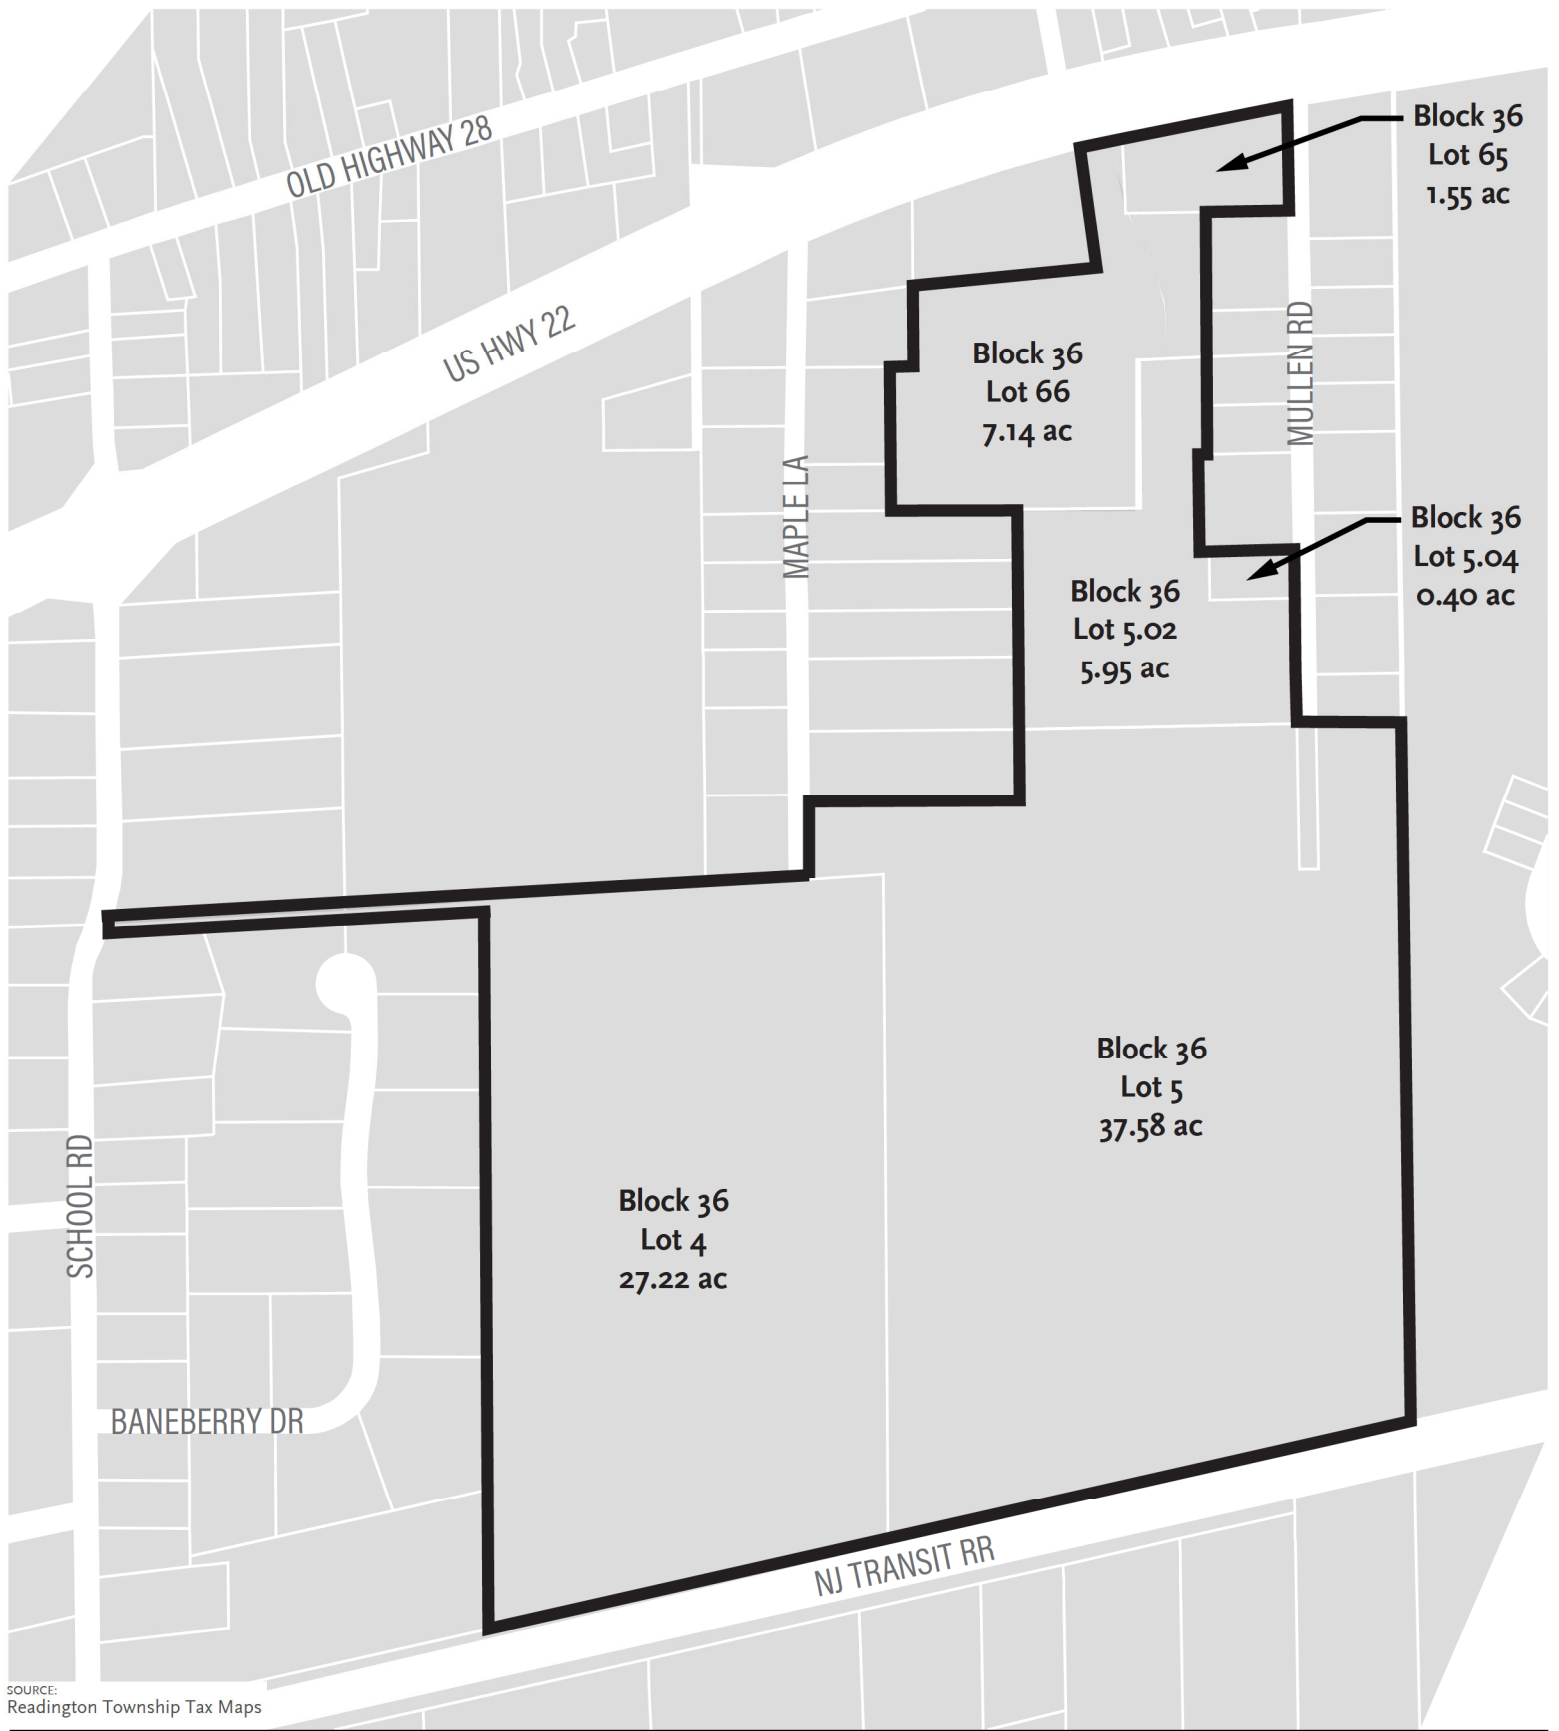 OLD HIGHWAY 28
Block 36
Lot 65
1.55 ac
US HWY 22
MULLEN RD
Block 36
Lot 66
7.14 ac
MAPLE LA
Block 36
Lot 5.04
0.40 ac
Block 36
Lot 5.02
5.95 ac
Block 36
Lot 5
37.58 ac
SCHOOL RD
Block 36
Lot 4
27.22 ac
BANEBERRY DR
NJ TRANSIT RR
SOURCE:
Readington Township Tax Maps